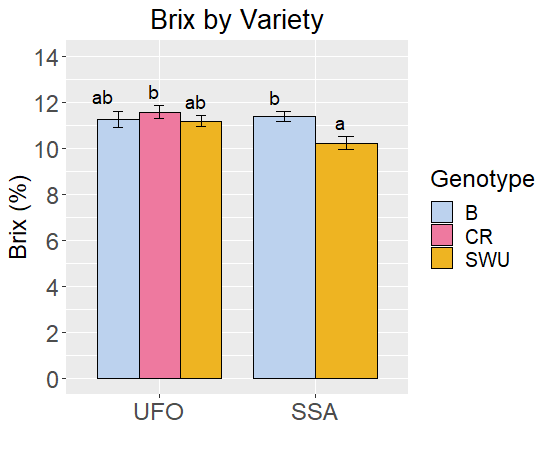 Brix by Variety
14
12
10
8
6
4
2
0
Brix (%)
ab
b
ab
b
a
UFO
SSA
Genotype
B
CR
SWU